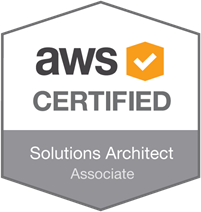 aws
CERTIFIED
Solutions Architect
Associate